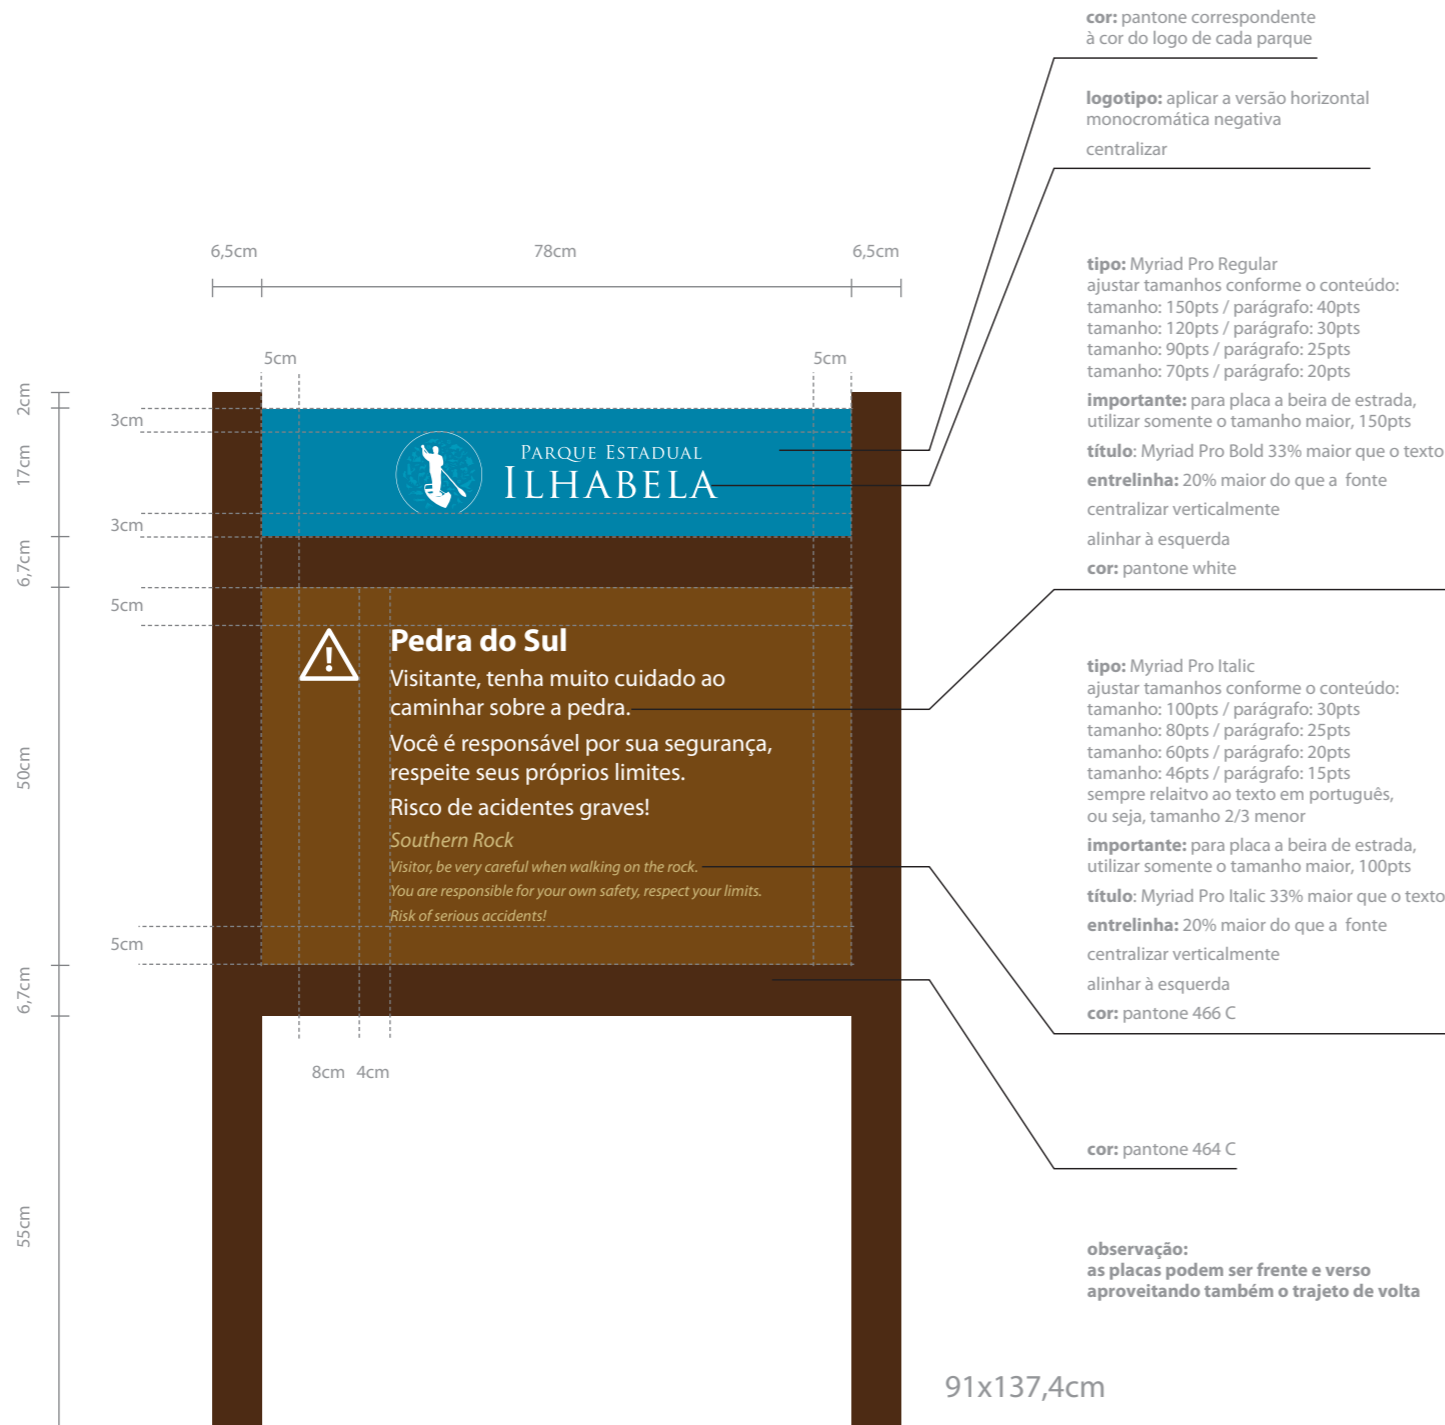 cor: pantone correspondente
à cor do logo de cada parque
logotipo: aplicar a versão horizontal
monocromática negativa
centralizar
6,5cm
78cm
6,5cm
5cm
5cm
2cm
17cm
6,7cm
50cm
6,7cm
55cm
3cm
3cm
5cm
5cm
PARQUE ESTADUAL
ILHABELA
Pedra do Sul
Visitante, tenha muito cuidado ao
caminhar sobre a pedra.
Você é responsável por sua segurança,
respeite seus próprios limites.
Risco de acidentes graves!
Southern Rock
Visitor, be very careful when walking on the rock.
You are responsible for your own safety, respect your limits.
Risk of serious accidents!
8cm
4cm
tipo: Myriad Pro Regular
ajustar tamanhos conforme o conteúdo:
tamanho: 150pts / parágrafo: 40pts
tamanho: 120pts / parágrafo: 30pts
tamanho: 90pts / parágrafo: 25pts
tamanho: 70pts / parágrafo: 20pts
importante: para placa a beira de estrada,
utilizar somente o tamanho maior, 150pts
título: Myriad Pro Bold 33% maior que o texto
entrelinha: 20% maior do que a fonte
centralizar verticalmente
alinhar à esquerda
cor: pantone white
tipo: Myriad Pro Italic
ajustar tamanhos conforme o conteúdo:
tamanho: 100pts / parágrafo: 30pts
tamanho: 80pts / parágrafo: 25pts
tamanho: 60pts / parágrafo: 20pts
tamanho: 46pts / parágrafo: 15pts
sempre relaitvo ao texto em português,
ou seja, tamanho 2/3 menor
importante: para placa a beira de estrada,
utilizar somente o tamanho maior, 100pts
título: Myriad Pro Italic 33% maior que o texto
entrelinha: 20% maior do que a fonte
centralizar verticalmente
alinhar à esquerda
cor: pantone 466 C
cor: pantone 464 C
observação:
as placas podem ser frente e verso
aproveitando também o trajeto de volta
91x137,4cm